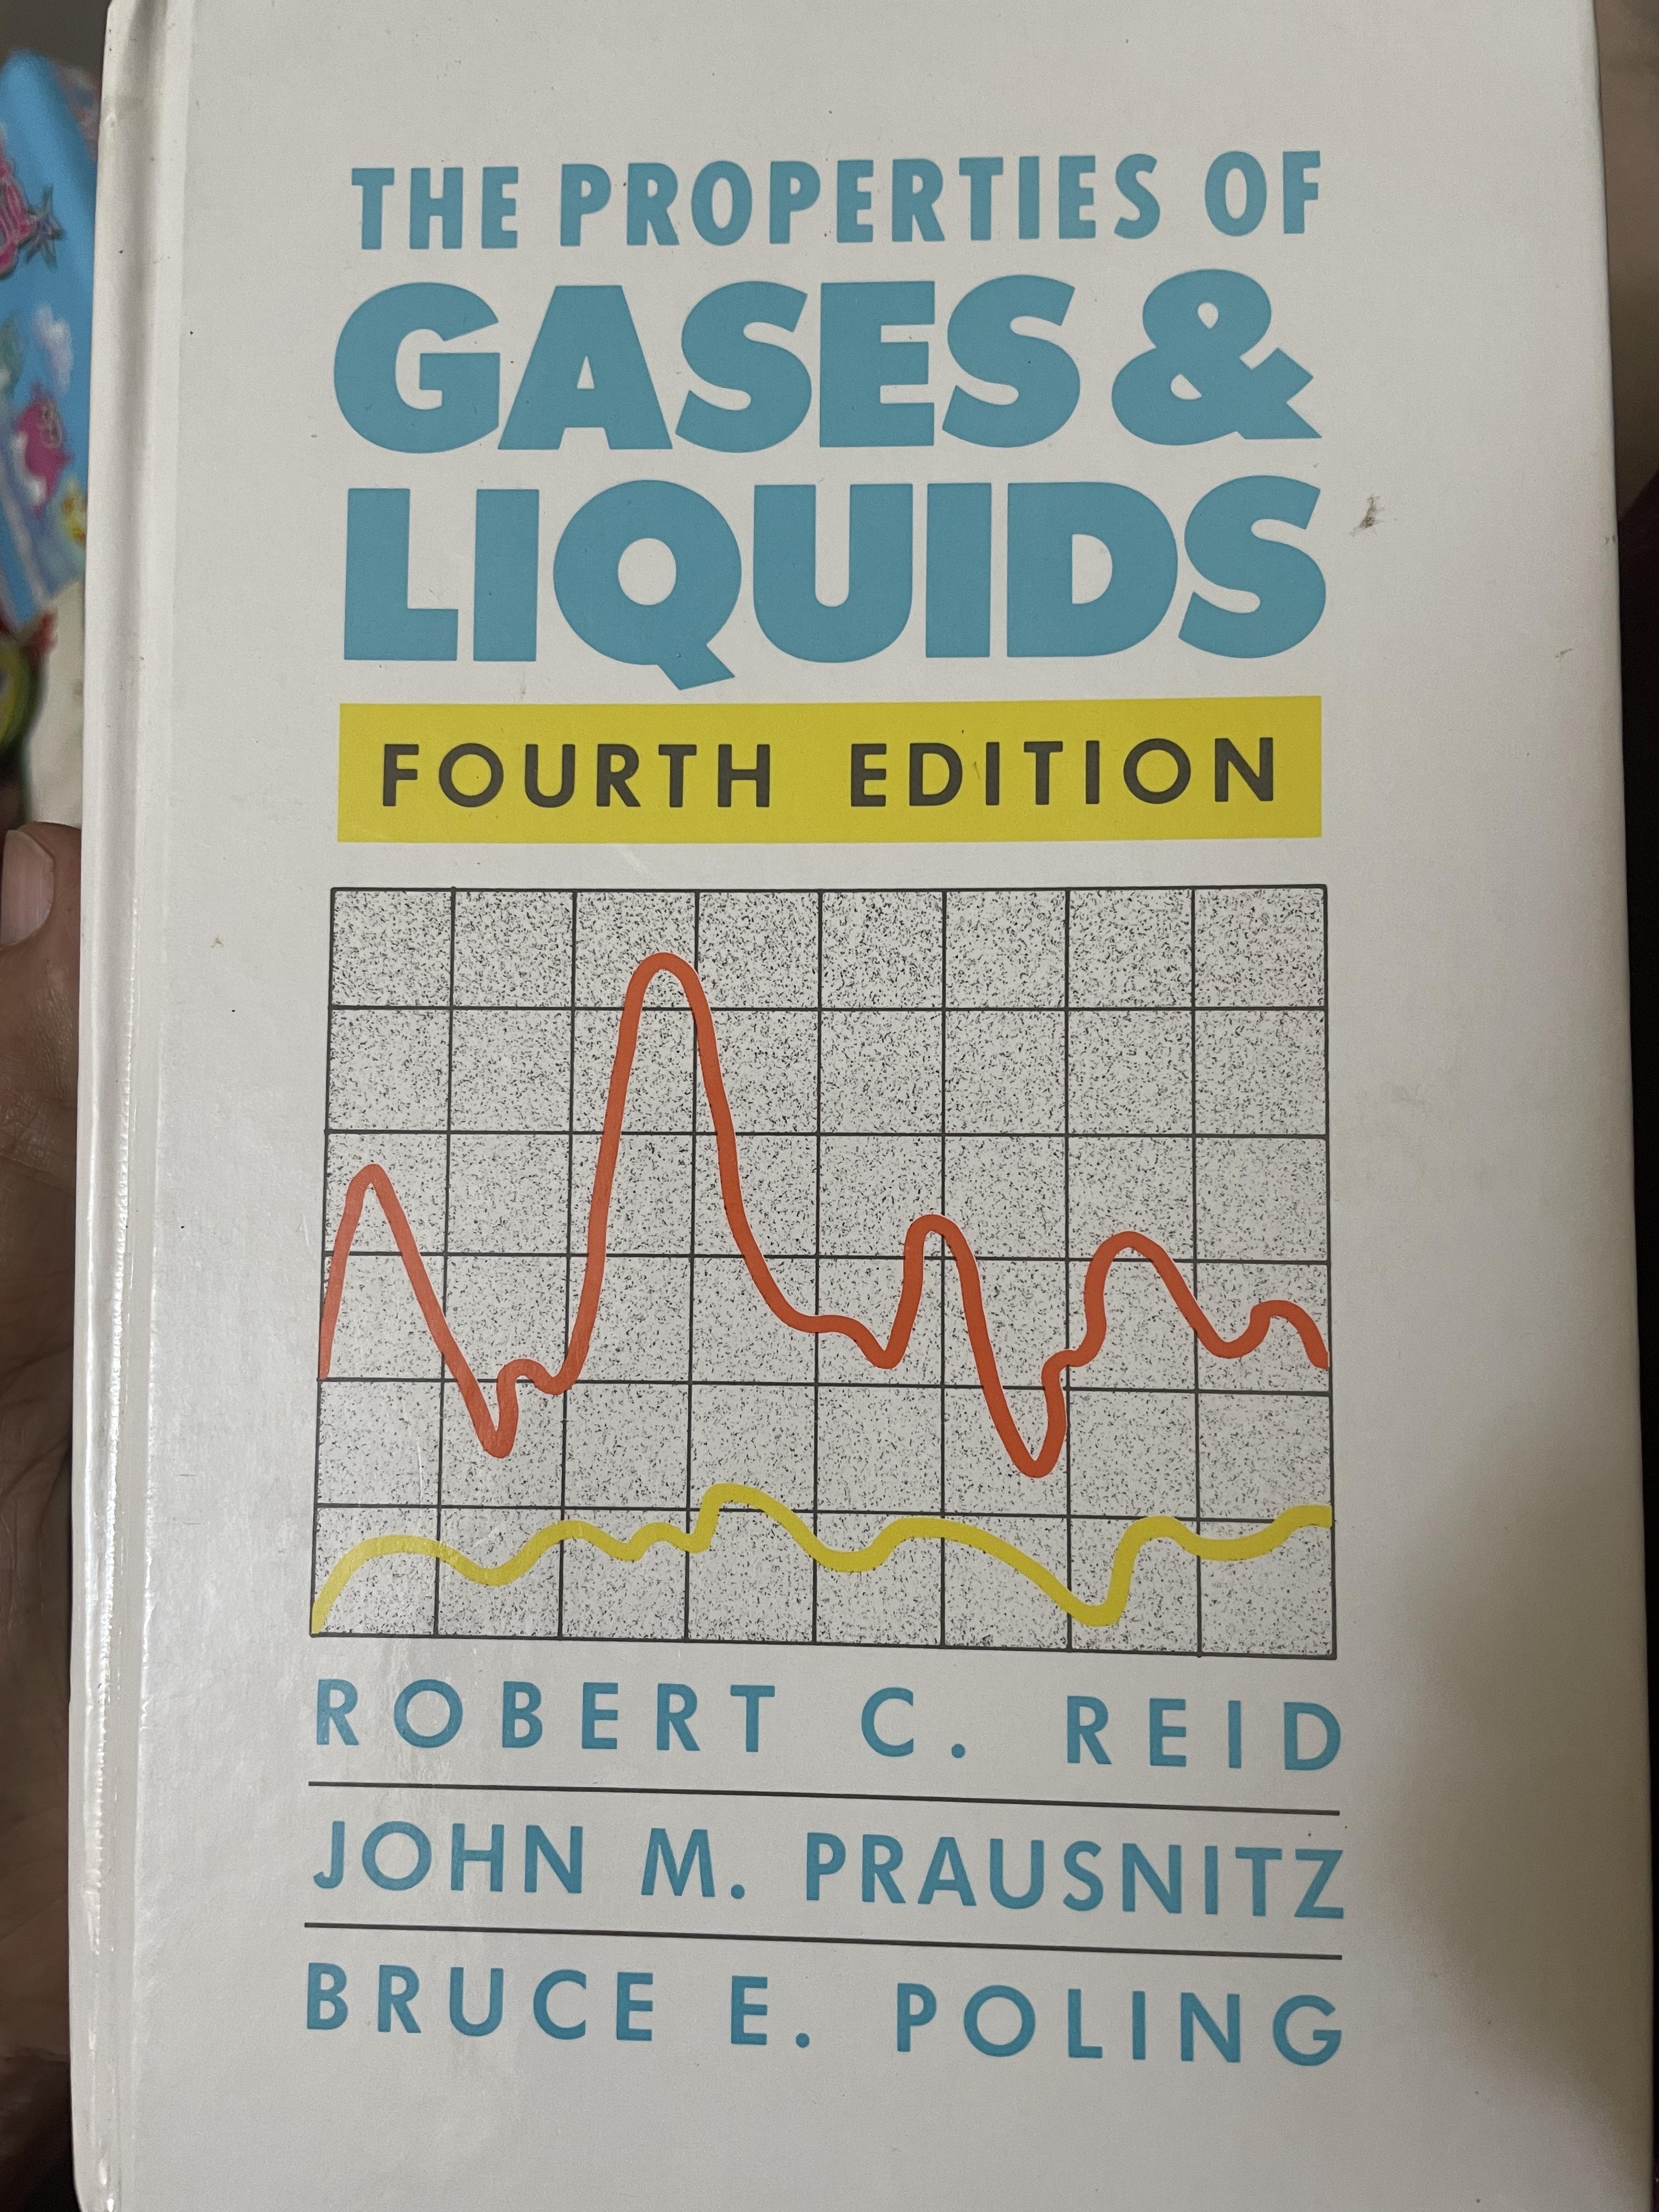 THE PROPERTIES OF
GASES &
LIQUIDS
FOURTH EDITION
ROBERT C. REID
JOHN M. PRAUSNITZ
BRUCE E. POLING